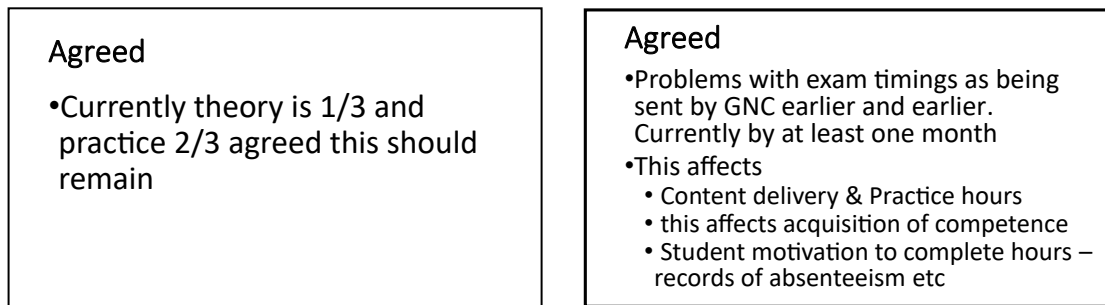 Agreed
•Currently theory is 1/3 and
practice 2/3 agreed this should
remain
Agreed
•Problems with exam timings as being
sent by GNC earlier and earlier.
Currently by at least one month
•This affects
• Content delivery & Practice hours
• this affects acquisition of competence
• Student motivation to complete hours –
records of absenteeism etc